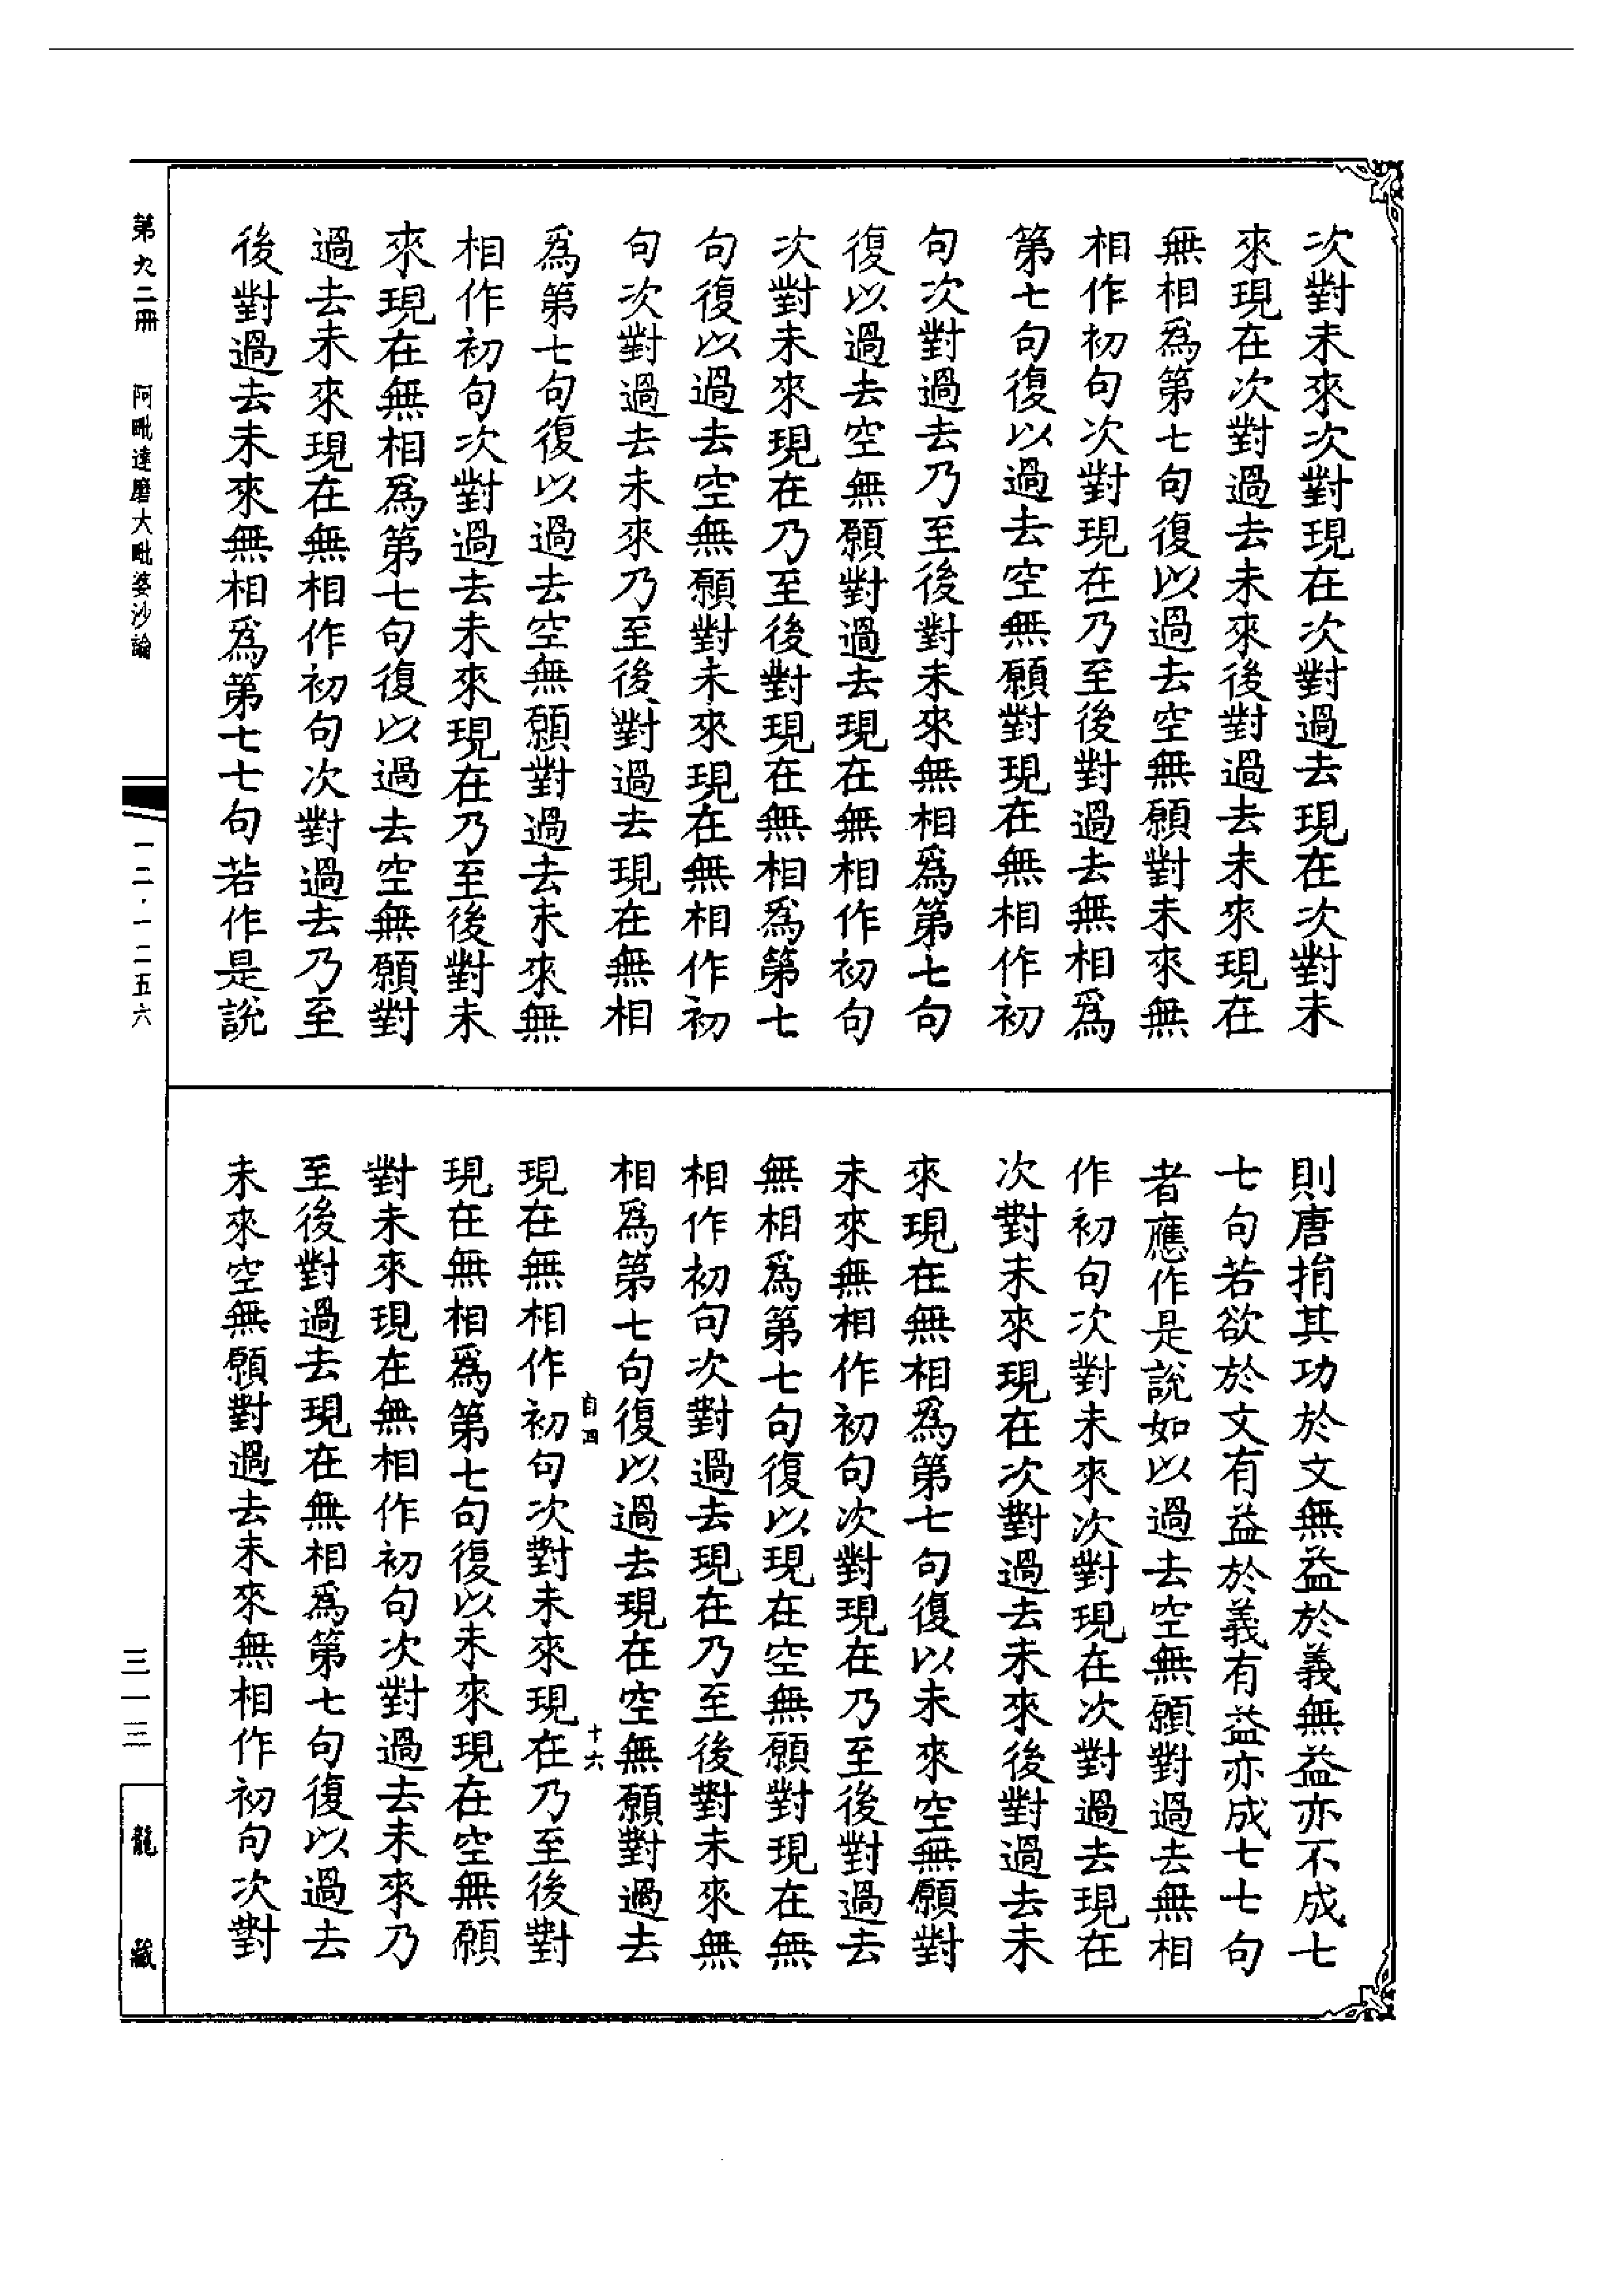 次對未來次對現在次對過去現在次對未
來現在次對過去未來後對過去未來現在
無相為第七句復以過去空無願對未來無
相作初句次對現在乃至後對過去無相為
第七句復以過去空無願對現在無相作初
句次對過去乃至後對未來無相為第七句
復以過去空無願對過去現在無相作初句
次對未來現在乃至後對現在無相為第七
句復以過去空無願對未來現在無相作初
句次對過去未來乃至後對過去現在無相
為第七句復以過去空無願對過去未來無
相作初句次對過去未來現在乃至後對未
來現在無相為第七句復以過去空無願對
過去未來現在無相作初句次對過去乃至
後對過去未來無相為第七七句若作是說
則唐捐其功於文無益於義無益亦不成七
七句若欲於文有益於義有益亦成七七句
者應作是說如以過去空無願對過去無相
作初句次對未來次對現在次對過去現在
次對未來現在次對過去未來後對過去未
來現在無相為第七句復以未來空無願對
未來無相作初句次對現在乃至後對過去
無相為第七句復以現在空無願對現在無
相作初句次對過去現在乃至後對未來無
相為第七句復以過去現在空無願對過去
自四
十六
現在無相作初句次對未來現在乃至後對
現在無相為第七句復以未來現在空無願
對未來現在無相作初句次對過去未來乃
至後對過去現在無相為第七句復以過去
未來空無願對過去未來無相作初句次對
第九二冊
阿毗達磨大毗婆沙論
一二·一二五六
三一三
龍藏